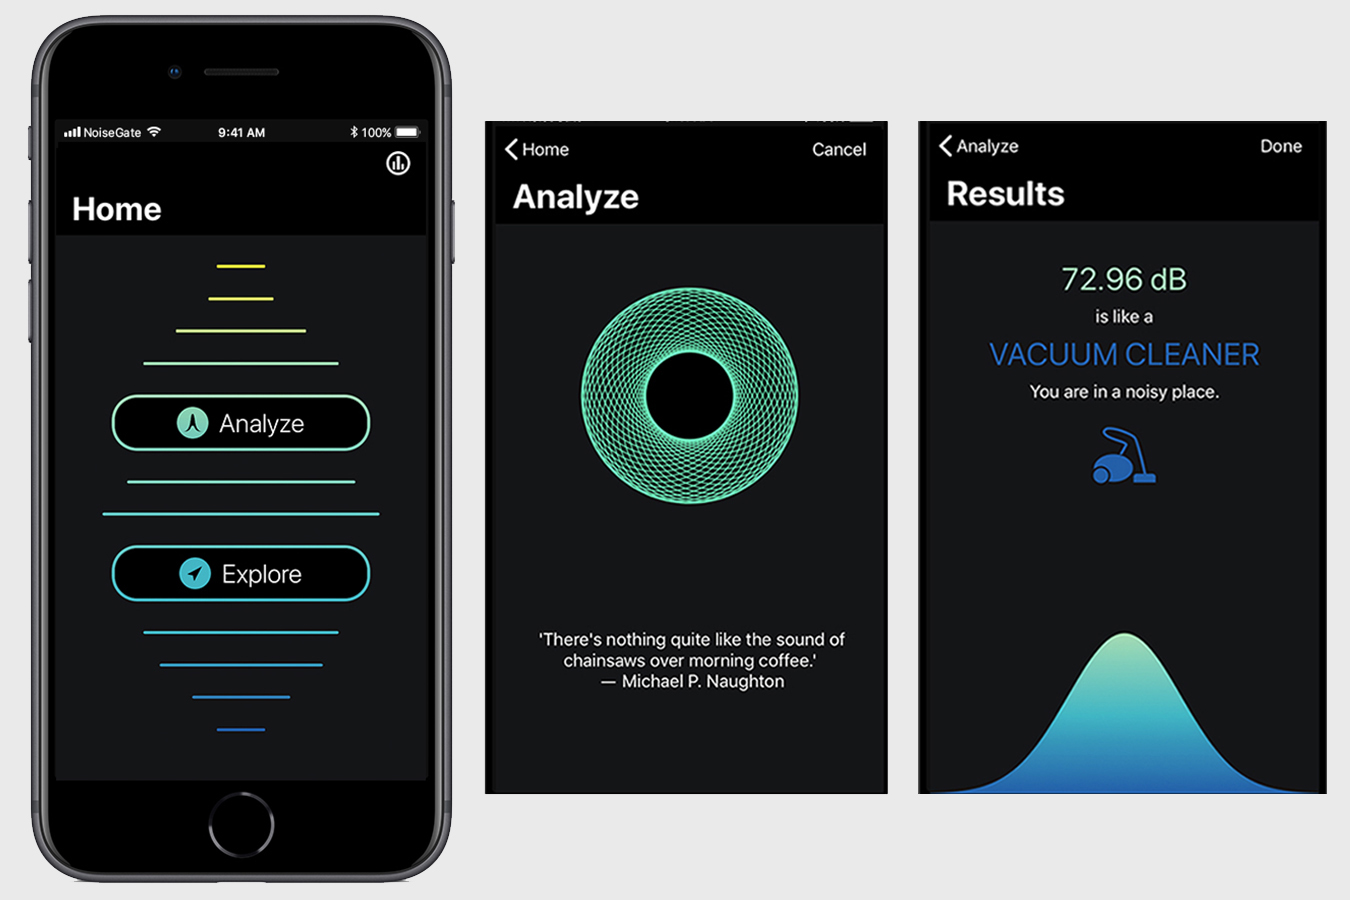 NoiseGate 9:41 AM 100%
Home
Analyze
Explore
Home Cancel
Analyze
'There's nothing quite like the sound of
chainsaws over morning coffee.'
— Michael P. Naughton
Analyze Done
Results
72.96 dB
is like a
VACUUM CLEANER
You are in a noisy place.